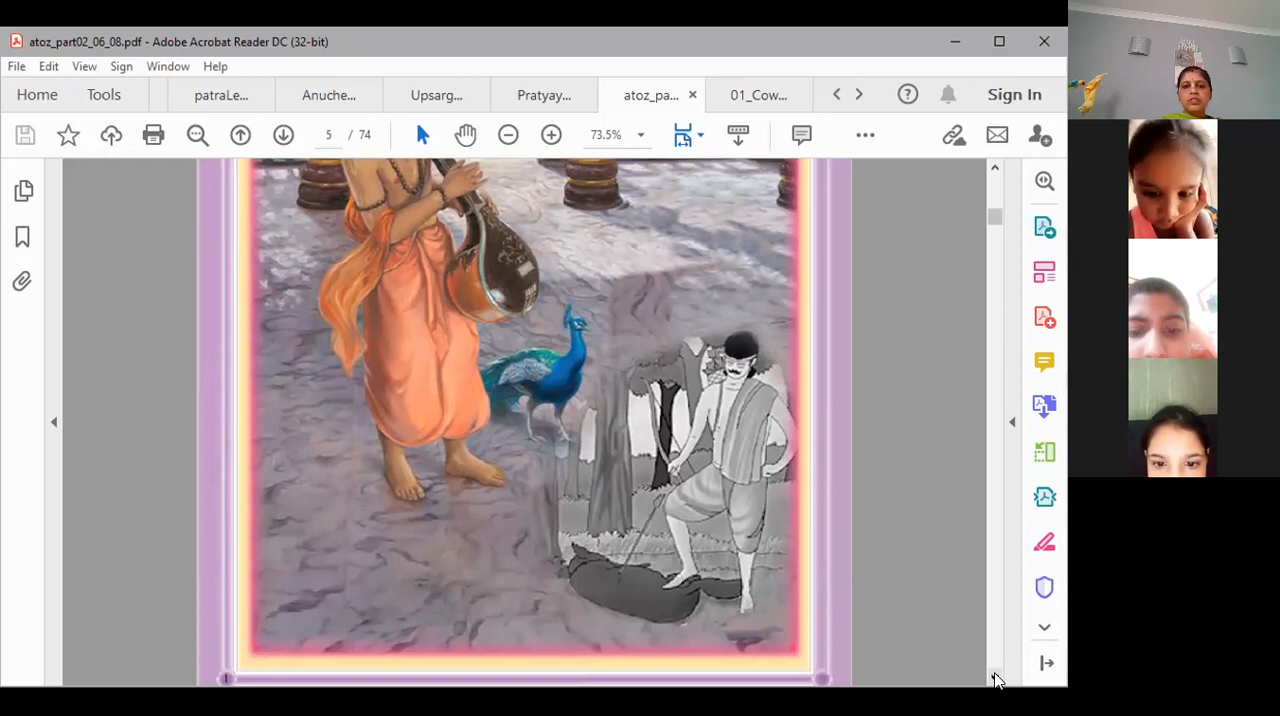 atoz_part02_06_08.pdf - Adobe Acrobat Reader DC (32-bit)
File Edit View Sign Window Help
Home Tools patraLe... Anuche... Upsarg... Pratyay... atoz_pa... × 01_Cow... Sign In
5 / 74 73.5%